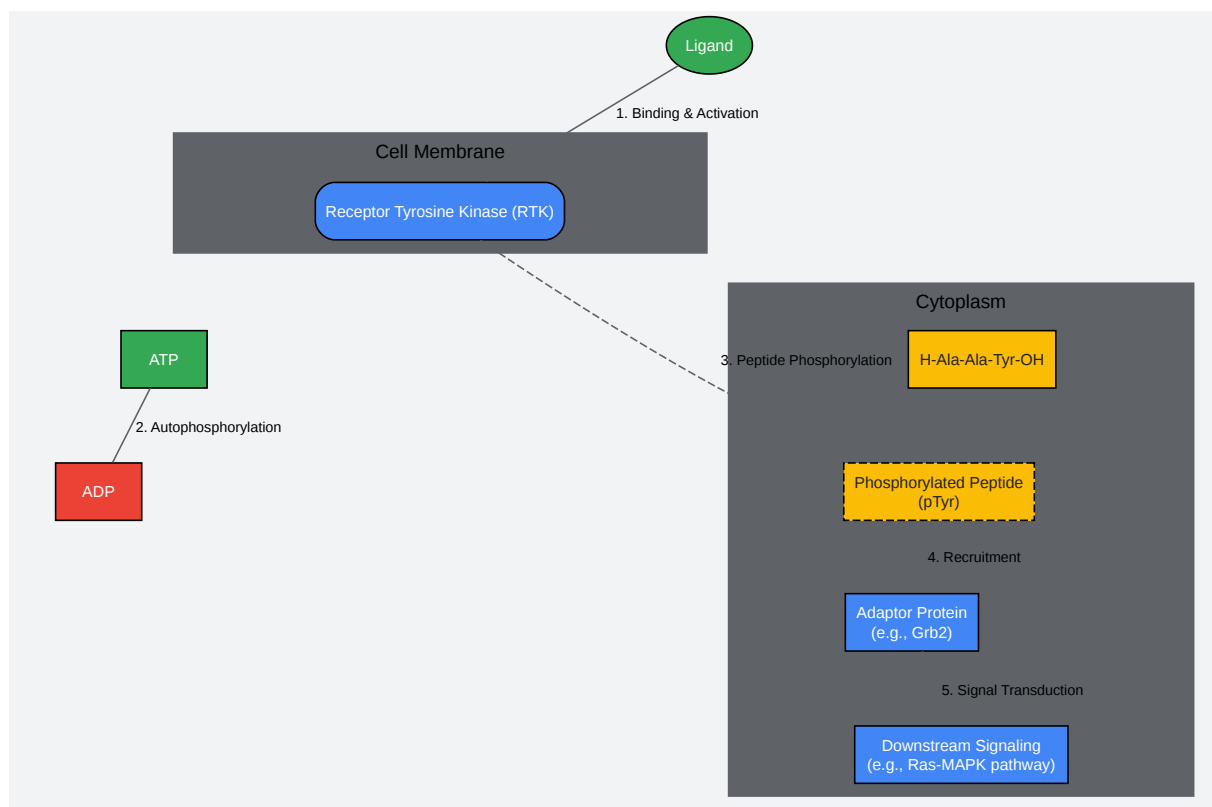 Ligand
1. Binding & Activation
Cell Membrane
Receptor Tyrosine Kinase (RTK)
Cytoplasm
ATP
3. Peptide Phosphorylation
H-Ala-Ala-Tyr-OH
2. Autophosphorylation
ADP
Phosphorylated Peptide
(pTyr)
4. Recruitment
Adaptor Protein
(e.g., Grb2)
5. Signal Transduction
Downstream Signaling
(e.g., Ras-MAPK pathway)